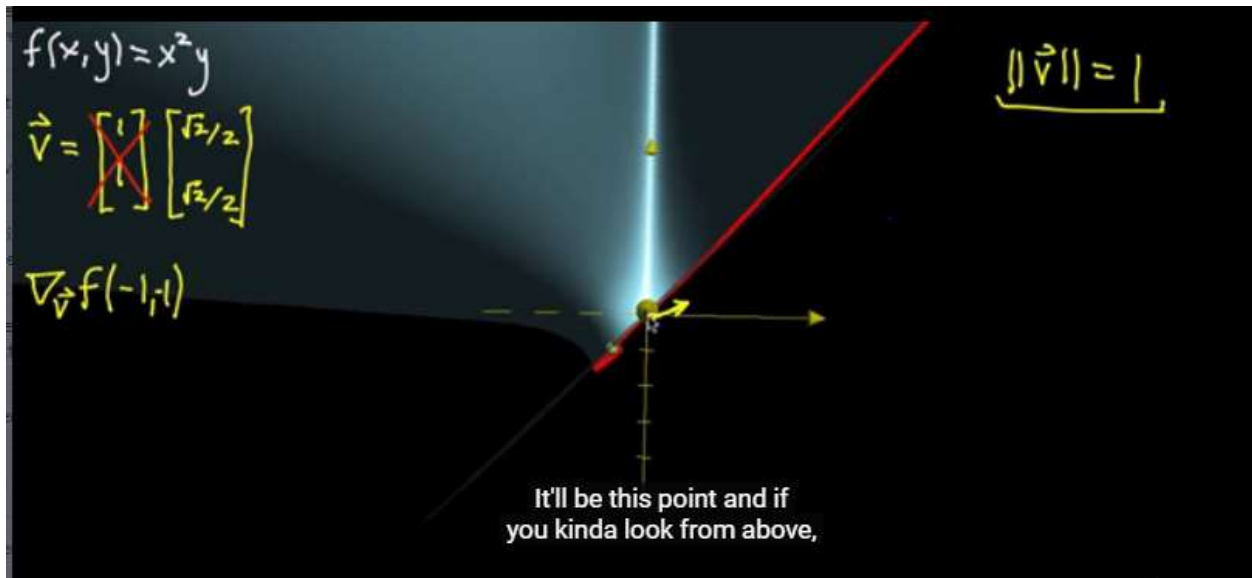 f(x,y)=x²y
||v⃗|| = 1
v⃗ = [1 1] [√2/2 √2/2]
∇v⃗ f(-1,-1)
It'll be this point and if
you kinda look from above,